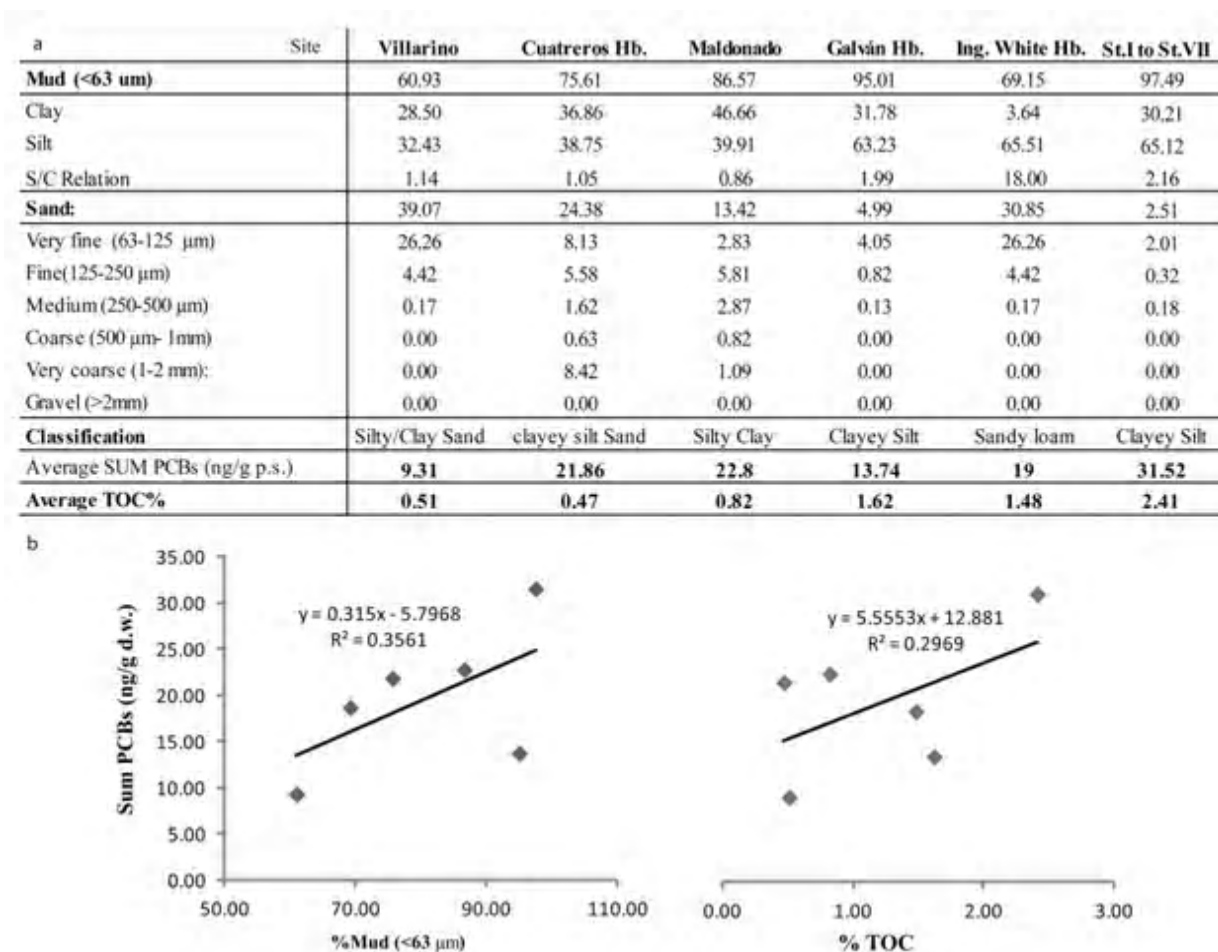 a Site Villarino Cuatreros Hb. Maldonado Galván Hb. Ing. White Hb. St.I to St.VII
Mud (<63 um) 60.93 75.61 86.57 95.01 69.15 97.49
Clay 28.50 36.86 46.66 31.78 3.64 30.21
Silt 32.43 38.75 39.91 63.23 65.51 65.12
S/C Relation 1.14 1.05 0.86 1.99 18.00 2.16
Sand: 39.07 24.38 13.42 4.99 30.85 2.51
Very fine (63-125 μm) 26.26 8.13 2.83 4.05 26.26 2.01
Fine(125-250 μm) 4.42 5.58 5.81 0.82 4.42 0.32
Medium (250-500 μm) 0.17 1.62 2.87 0.13 0.17 0.18
Coarse (500 μm- 1mm) 0.00 0.63 0.82 0.00 0.00 0.00
Very coarse (1-2 mm): 0.00 8.42 1.09 0.00 0.00 0.00
Gravel (>2mm) 0.00 0.00 0.00 0.00 0.00 0.00
Classification Silty/Clay Sand clayey silt Sand Silty Clay Clayey Silt Sandy loam Clayey Silt
Average SUM PCBs (ng/g p.s.) 9.31 21.86 22.8 13.74 19 31.52
Average TOC% 0.51 0.47 0.82 1.62 1.48 2.41
b
Sum PCBs (ng/g d.w.)
35.00
30.00
25.00
20.00
15.00
10.00
5.00
0.00
y = 0.315x - 5.7968
R² = 0.3561
50.00 70.00 90.00 110.00
%Mud (<63 μm)
y = 5.5553x + 12.881
R² = 0.2969
0.00 1.00 2.00 3.00
% TOC